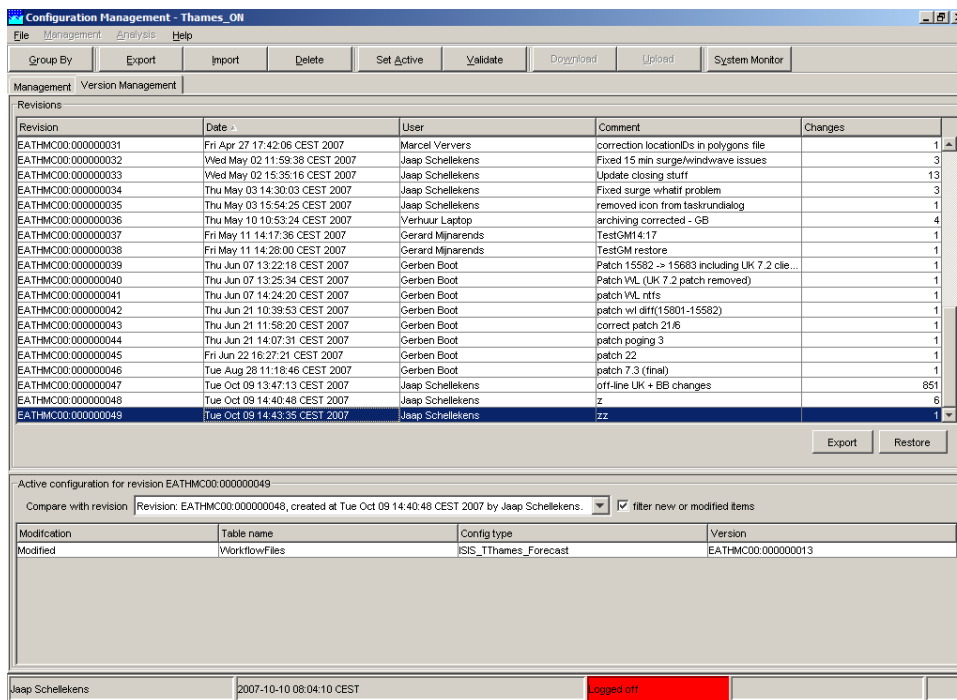 Configuration Management - Thames_ON
File Management Analysis Help
Group By Export Import Delete Set Active Validate Download Upload System Monitor
Management Version Management
Revisions
Revision Date User Comment Changes
EATHMC00:000000031 Fri Apr 27 17:42:06 CEST 2007 Marcel Ververs correction locationIDs in polygons file 1
EATHMC00:000000032 Wed May 02 11:59:38 CEST 2007 Jaap Schellekens Fixed 15 min surge/windwave issues 3
EATHMC00:000000033 Wed May 02 15:35:16 CEST 2007 Jaap Schellekens Update closing stuff 13
EATHMC00:000000034 Thu May 03 14:30:03 CEST 2007 Jaap Schellekens Fixed surge whatif problem 3
EATHMC00:000000035 Thu May 03 15:54:25 CEST 2007 Jaap Schellekens removed icon from taskrundialog 1
EATHMC00:000000036 Thu May 10 10:53:24 CEST 2007 Verhuur Laptop archiving corrected - GB 4
EATHMC00:000000037 Fri May 11 14:17:36 CEST 2007 Gerard Mijnarends TestGM14:17 1
EATHMC00:000000038 Fri May 11 14:28:00 CEST 2007 Gerard Mijnarends TestGM restore 1
EATHMC00:000000039 Thu Jun 07 13:22:18 CEST 2007 Gerben Boot Patch 15582 -> 15683 including UK 7.2 clie... 1
EATHMC00:000000040 Thu Jun 07 13:25:34 CEST 2007 Gerben Boot Patch WL (UK 7.2 patch removed) 1
EATHMC00:000000041 Thu Jun 07 14:24:20 CEST 2007 Gerben Boot patch WL ntfs 1
EATHMC00:000000042 Thu Jun 21 10:39:53 CEST 2007 Gerben Boot patch wl diff(15801-15582) 1
EATHMC00:000000043 Thu Jun 21 11:58:20 CEST 2007 Gerben Boot correct patch 21/6 1
EATHMC00:000000044 Thu Jun 21 14:07:31 CEST 2007 Gerben Boot patch poging 3 1
EATHMC00:000000045 Fri Jun 22 16:27:21 CEST 2007 Gerben Boot patch 22 1
EATHMC00:000000046 Tue Aug 28 11:18:46 CEST 2007 Gerben Boot patch 7.3 (final) 1
EATHMC00:000000047 Tue Oct 09 13:47:13 CEST 2007 Jaap Schellekens off-line UK + BB changes 851
EATHMC00:000000048 Tue Oct 09 14:40:48 CEST 2007 Jaap Schellekens z 6
EATHMC00:000000049 Tue Oct 09 14:43:35 CEST 2007 Jaap Schellekens zz 1
Export Restore
Active configuration for revision EATHMC00:000000049
Compare with revision Revision: EATHMC00:000000048, created at Tue Oct 09 14:40:48 CEST 2007 by Jaap Schellekens. filter new or modified items
Modifcation Table name Config type Version
Modified WorkflowFiles ISIS_TThames_Forecast EATHMC00:000000013
Jaap Schellekens 2007-10-10 08:04:10 CEST Logged off